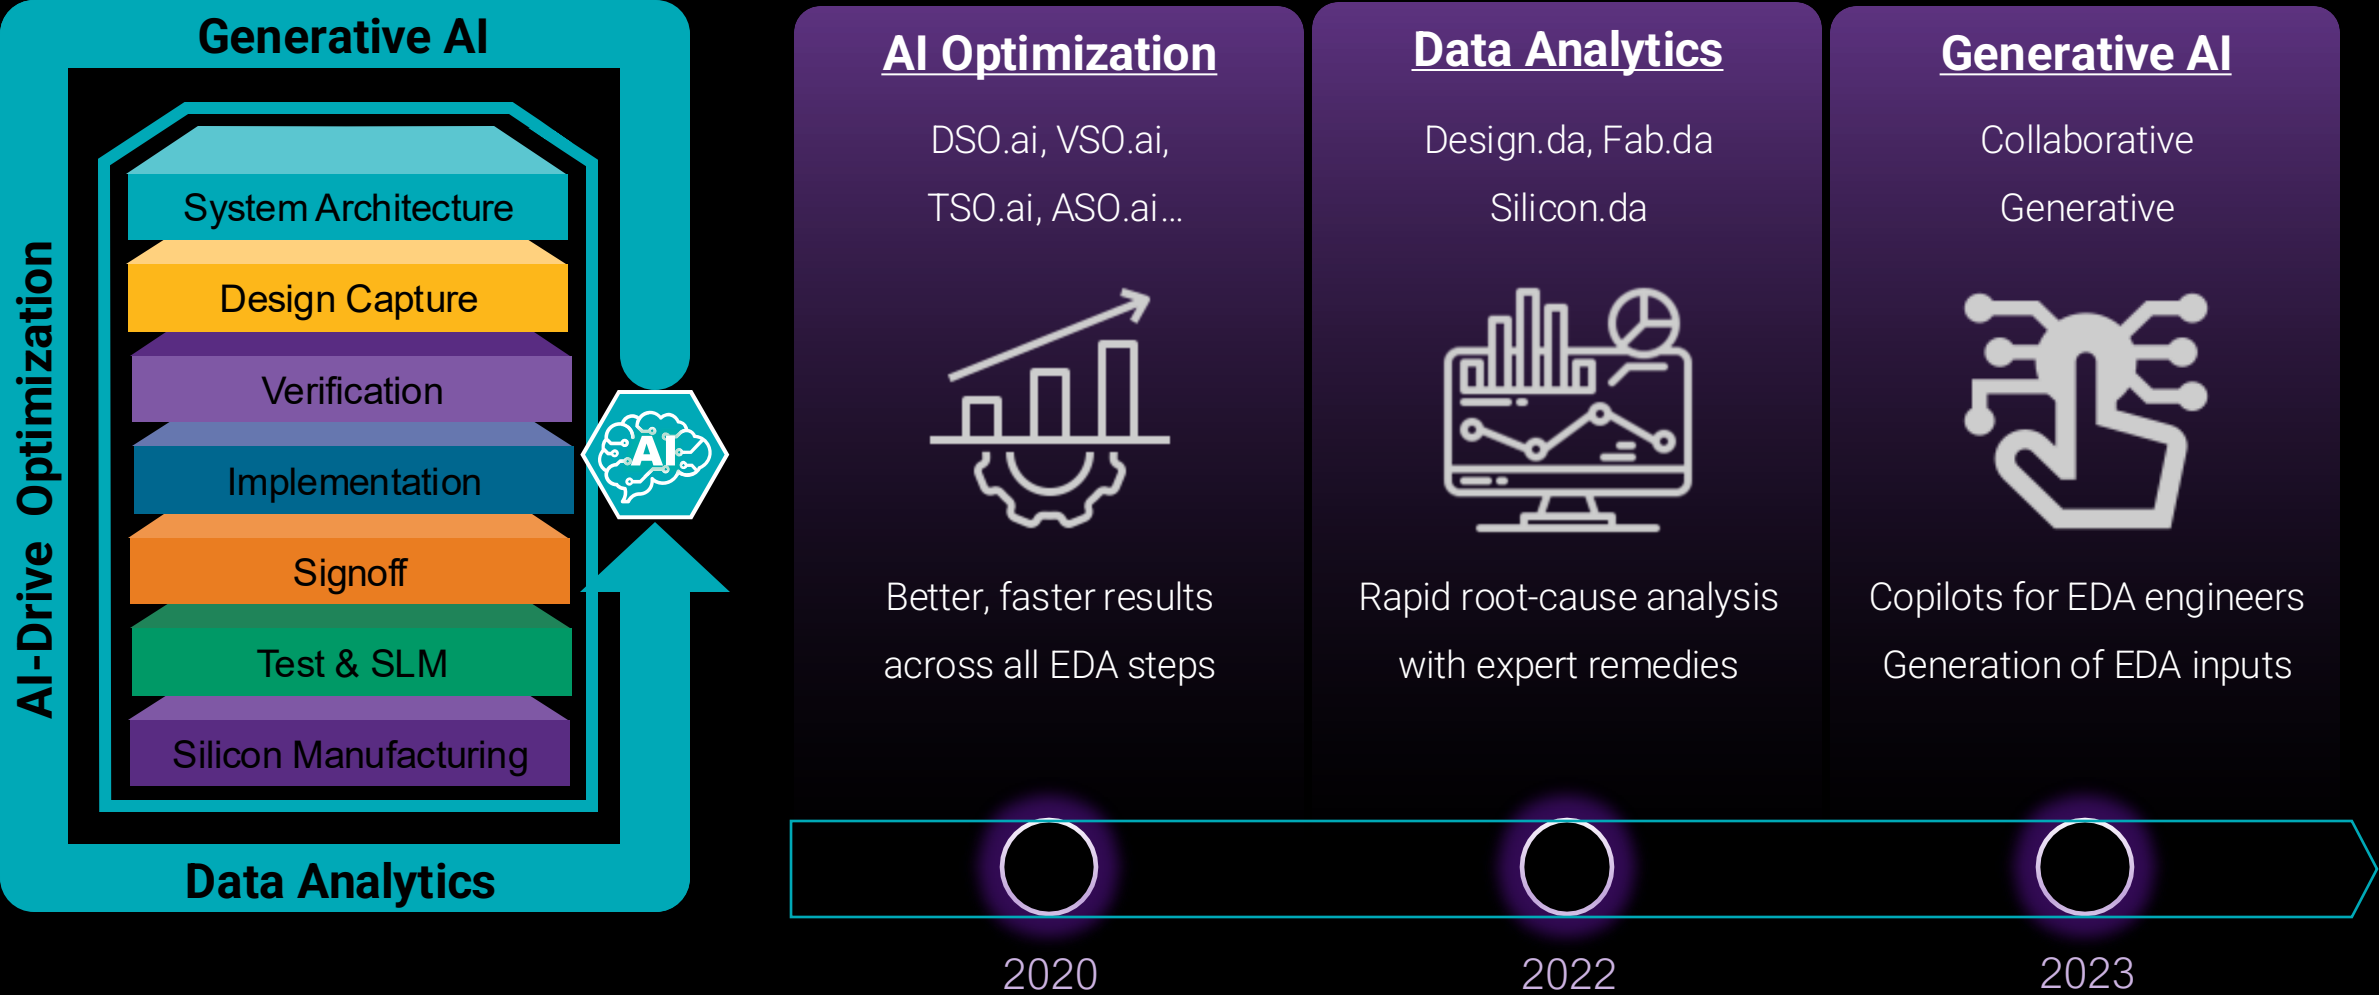 Generative AI
AI-Drive Optimization
System Architecture
Design Capture
Verification
Implementation
Signoff
Test & SLM
Silicon Manufacturing
AI
Data Analytics
AI Optimization
DSO.ai, VSO.ai,
TSO.ai, ASO.ai...
Better, faster results
across all EDA steps
2020
Data Analytics
Design.da, Fab.da
Silicon.da
Rapid root-cause analysis
with expert remedies
2022
Generative AI
Collaborative
Generative
Copilots for EDA engineers
Generation of EDA inputs
2023